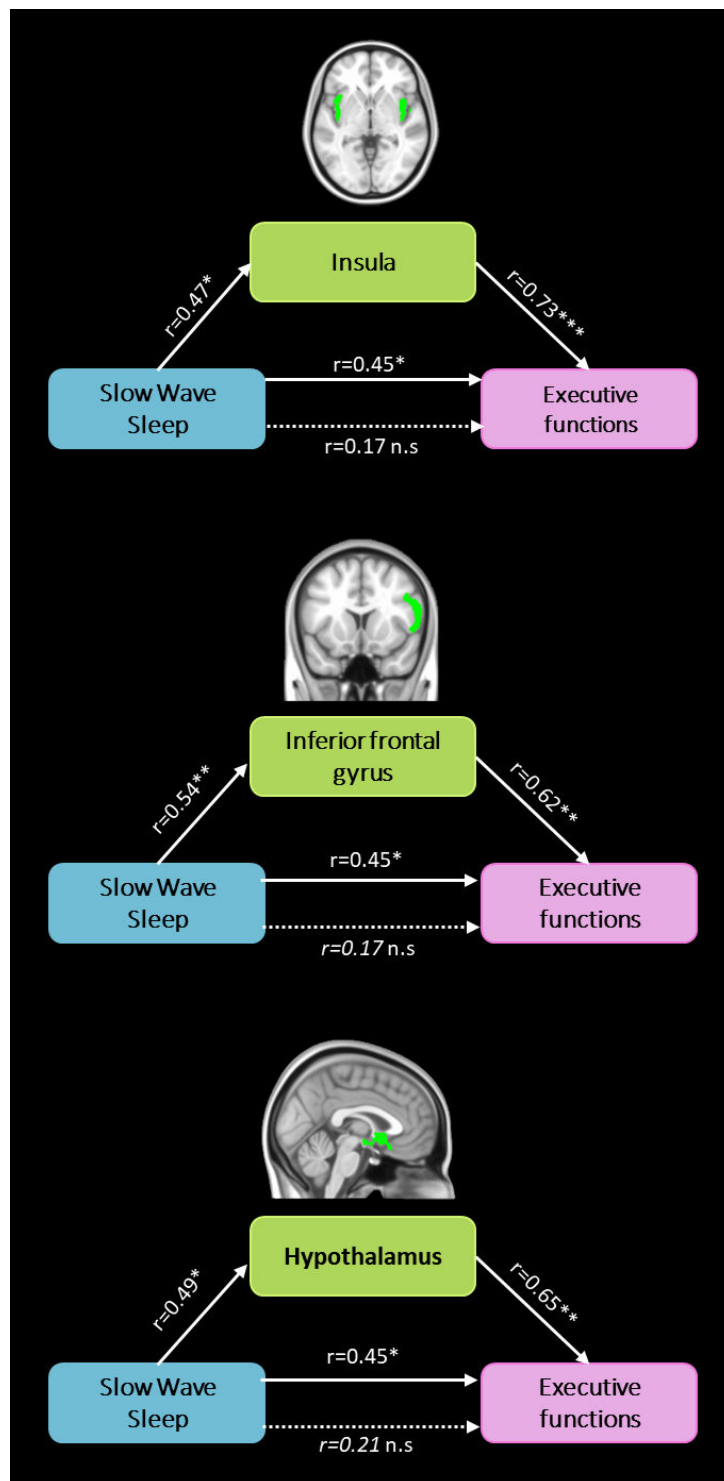 Insula
r=0.47*
r=0.73***
Slow Wave
Sleep
r=0.45*
r=0.17 n.s
Executive
functions
Inferior frontal
gyrus
r=0.54**
r=0.62**
Slow Wave
Sleep
r=0.45*
r=0.17 n.s
Executive
functions
Hypothalamus
r=0.49*
r=0.65**
Slow Wave
Sleep
r=0.45*
r=0.21 n.s
Executive
functions